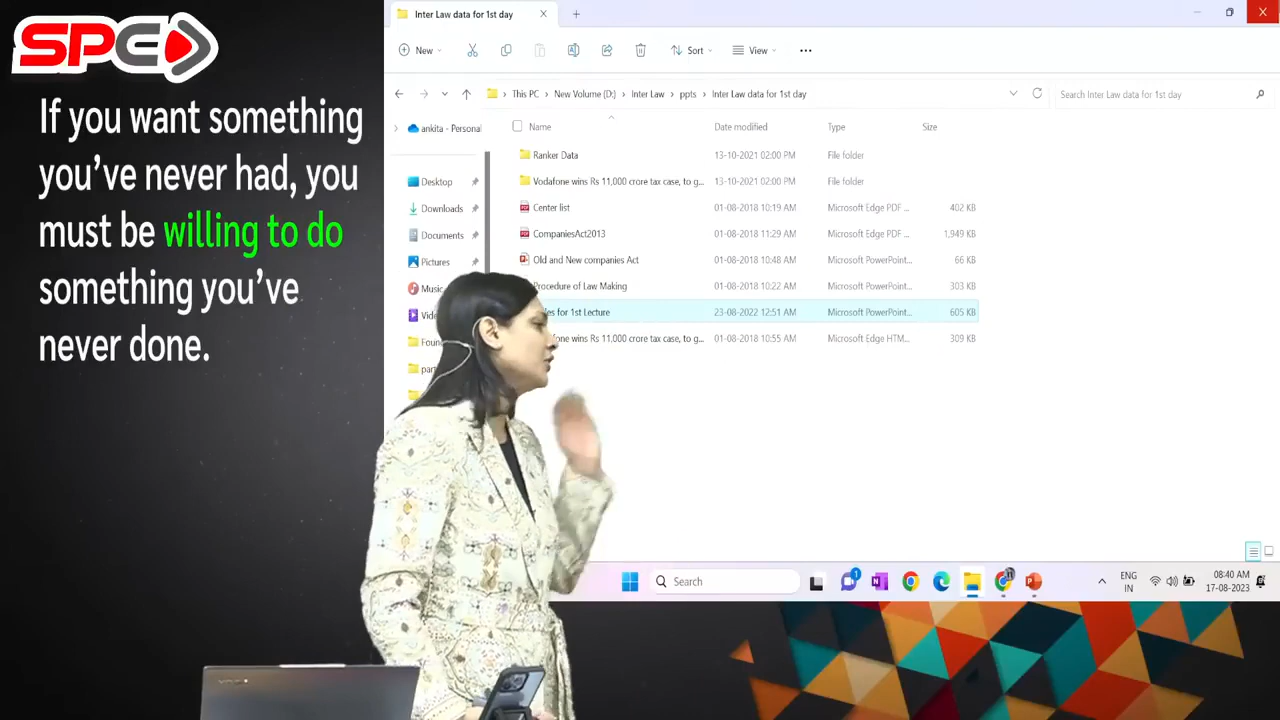 SPC
If you want something
you've never had, you
must be willing to do
something you've
never done.
Inter Law data for 1st day
New
Sort
View
This PC > New Volume (D:) > Inter Law > ppts > Inter Law data for 1st day
Search Inter Law data for 1st day
ankita - Personal
Desktop
Downloads
Documents
Pictures
Music
Name Date modified Type Size
Ranker Data 13-10-2021 02:00 PM File folder
Vodafone wins Rs 11,000 crore tax case, to g... 13-10-2021 02:00 PM File folder
Center list 01-08-2018 10:19 AM Microsoft Edge PDF ... 402 KB
CompaniesAct2013 01-08-2018 11:29 AM Microsoft Edge PDF ... 1,949 KB
Old and New companies Act 01-08-2018 10:48 AM Microsoft PowerPoint... 66 KB
Procedure of Law Making 01-08-2018 10:22 AM Microsoft PowerPoint... 303 KB
for 1st Lecture 23-08-2022 12:51 AM Microsoft PowerPoint... 605 KB
wins Rs 11,000 crore tax case, to g... 01-08-2018 10:55 AM Microsoft Edge HTM... 309 KB
Search
ENG
IN
08:40 AM
17-08-2023